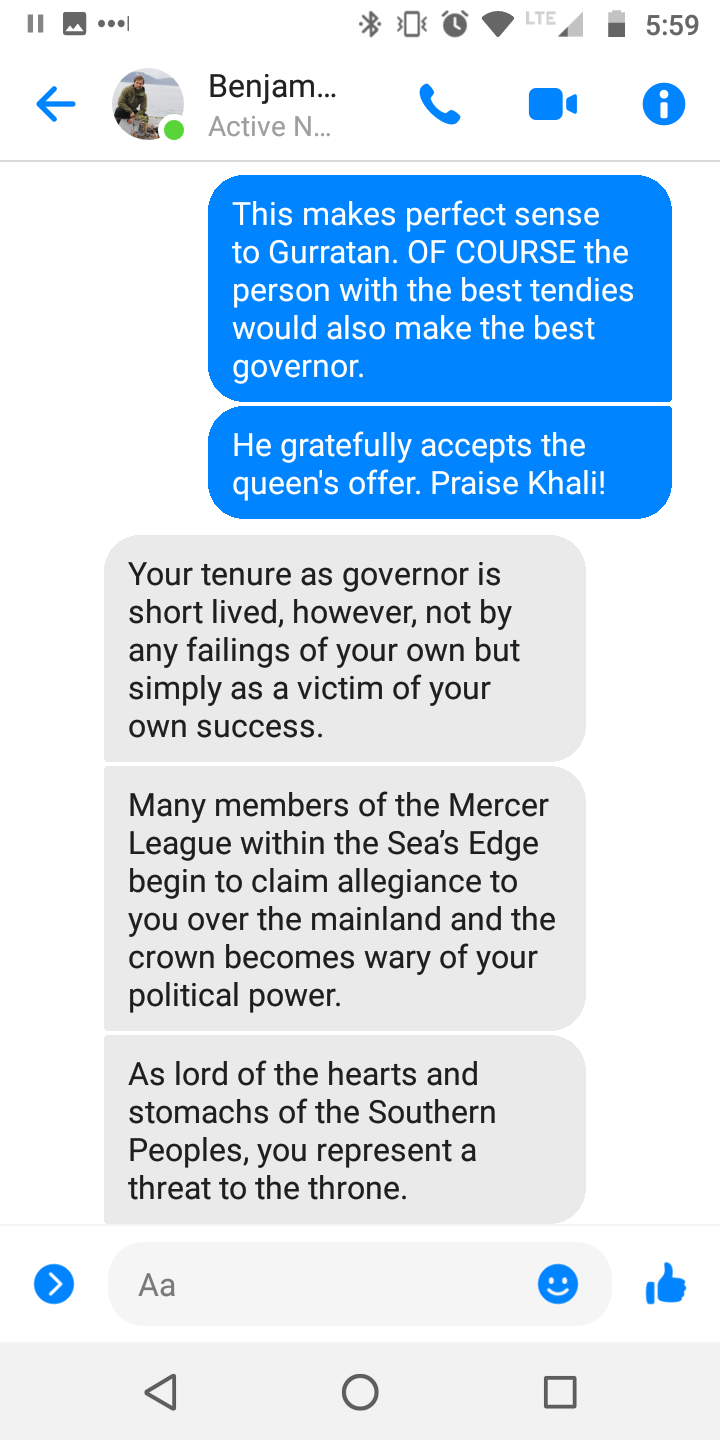 LTE 5:59
Benjam...
Active N...
This makes perfect sense
to Gurratan. OF COURSE the
person with the best tendies
would also make the best
governor.
He gratefully accepts the
queen's offer. Praise Khali!
Your tenure as governor is
short lived, however, not by
any failings of your own but
simply as a victim of your
own success.
Many members of the Mercer
League within the Sea’s Edge
begin to claim allegiance to
you over the mainland and the
crown becomes wary of your
political power.
As lord of the hearts and
stomachs of the Southern
Peoples, you represent a
threat to the throne.
Aa